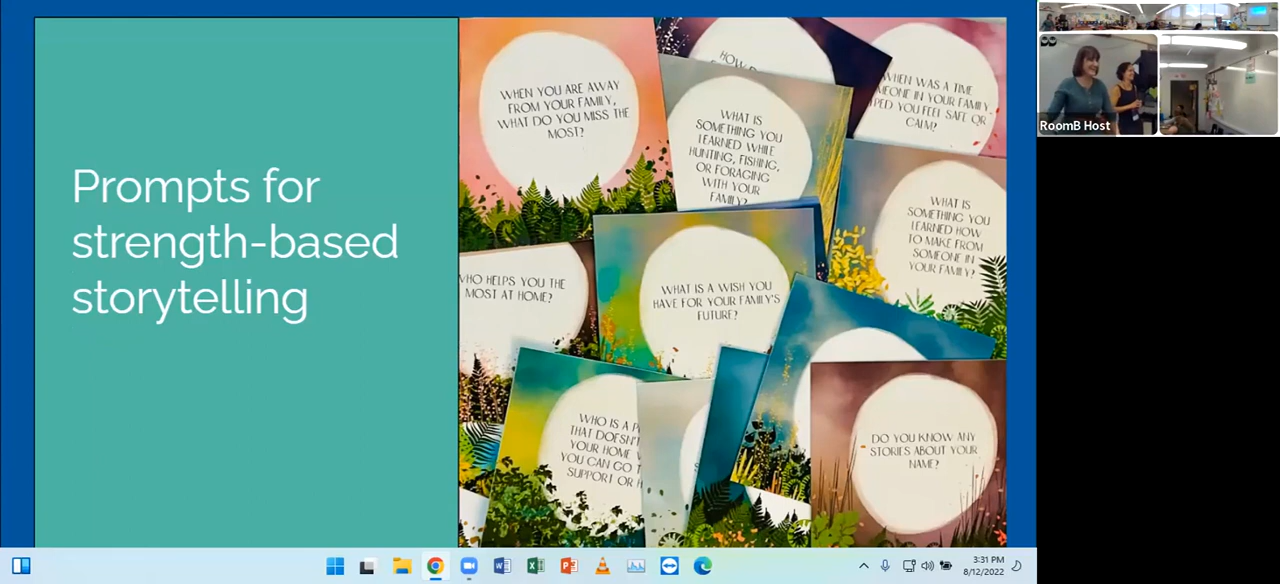 Prompts for
strength-based
storytelling
WHEN YOU ARE AWAY
FROM YOUR FAMILY,
WHAT DO YOU MISS THE
MOST?
HOW
WHAT IS
SOMETHING YOU
LEARNED WHILE
HUNTING, FISHING,
OR FORAGING
WITH YOUR
FAMILY?
WHEN WAS A TIME
IN YOUR FAMILY
YOU FEEL SAFE OR
CALM?
WHAT IS
SOMETHING YOU
LEARNED HOW
TO MAKE FROM
SOMEONE IN
YOUR FAMILY?
WHO HELPS YOU THE
MOST AT HOME?
WHAT IS A WISH YOU
HAVE FOR YOUR FAMILY'S
FUTURE?
WHO IS A
THAT
YOUR HOME
YOU CAN GO
SUPPORT OR
DO YOU KNOW ANY
STORIES ABOUT YOUR
NAME?
RoomB Host
3:31 PM
8/12/2022